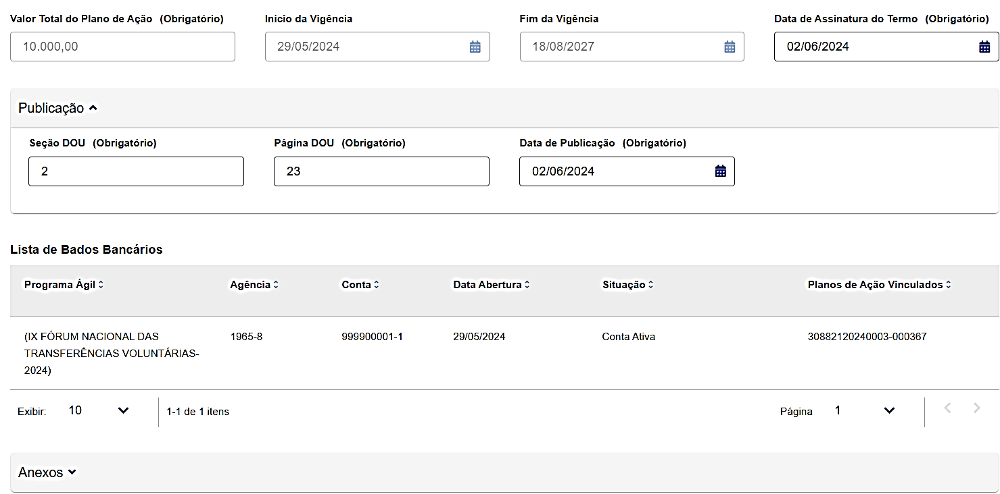 Valor Total do Plano de Ação (Obrigatório) Início da Vigência Fim da Vigência Data de Assinatura do Termo (Obrigatório)
10.000,00 29/05/2024 18/08/2027 02/06/2024
Publicação
Seção DOU (Obrigatório) Página DOU (Obrigatório) Data de Publicação (Obrigatório)
2 23 02/06/2024
Lista de Bados Bancários
Programa Ágil Agência Conta Data Abertura Situação Planos de Ação Vinculados
(IX FÓRUM NACIONAL DAS 1965-8 999900001-1 29/05/2024 Conta Ativa 30882120240003-000367
TRANSFERÊNCIAS VOLUNTÁRIAS-
2024)
Exibir: 10 1-1 de 1 itens Página 1
Anexos